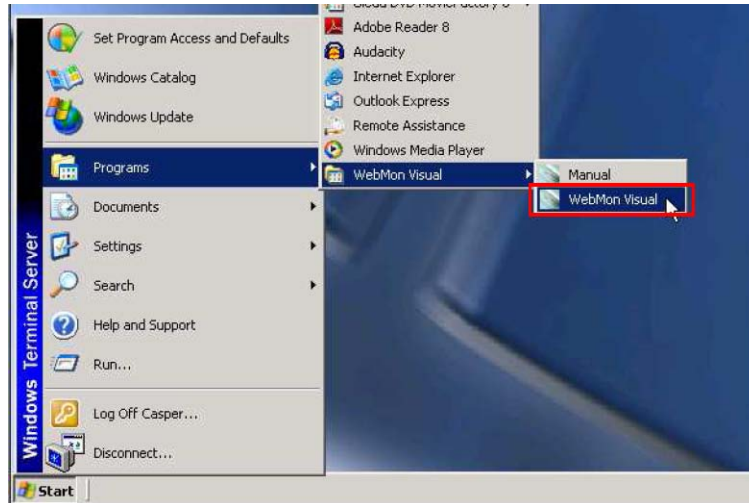 Set Program Access and Defaults
Windows Catalog
Windows Update
Programs
Documents
Settings
Search
Help and Support
Run...
Log Off Casper...
Disconnect...
Windows Terminal Server
Start
Adobe Reader 8
Audacity
Internet Explorer
Outlook Express
Remote Assistance
Windows Media Player
WebMon Visual
Manual
WebMon Visual